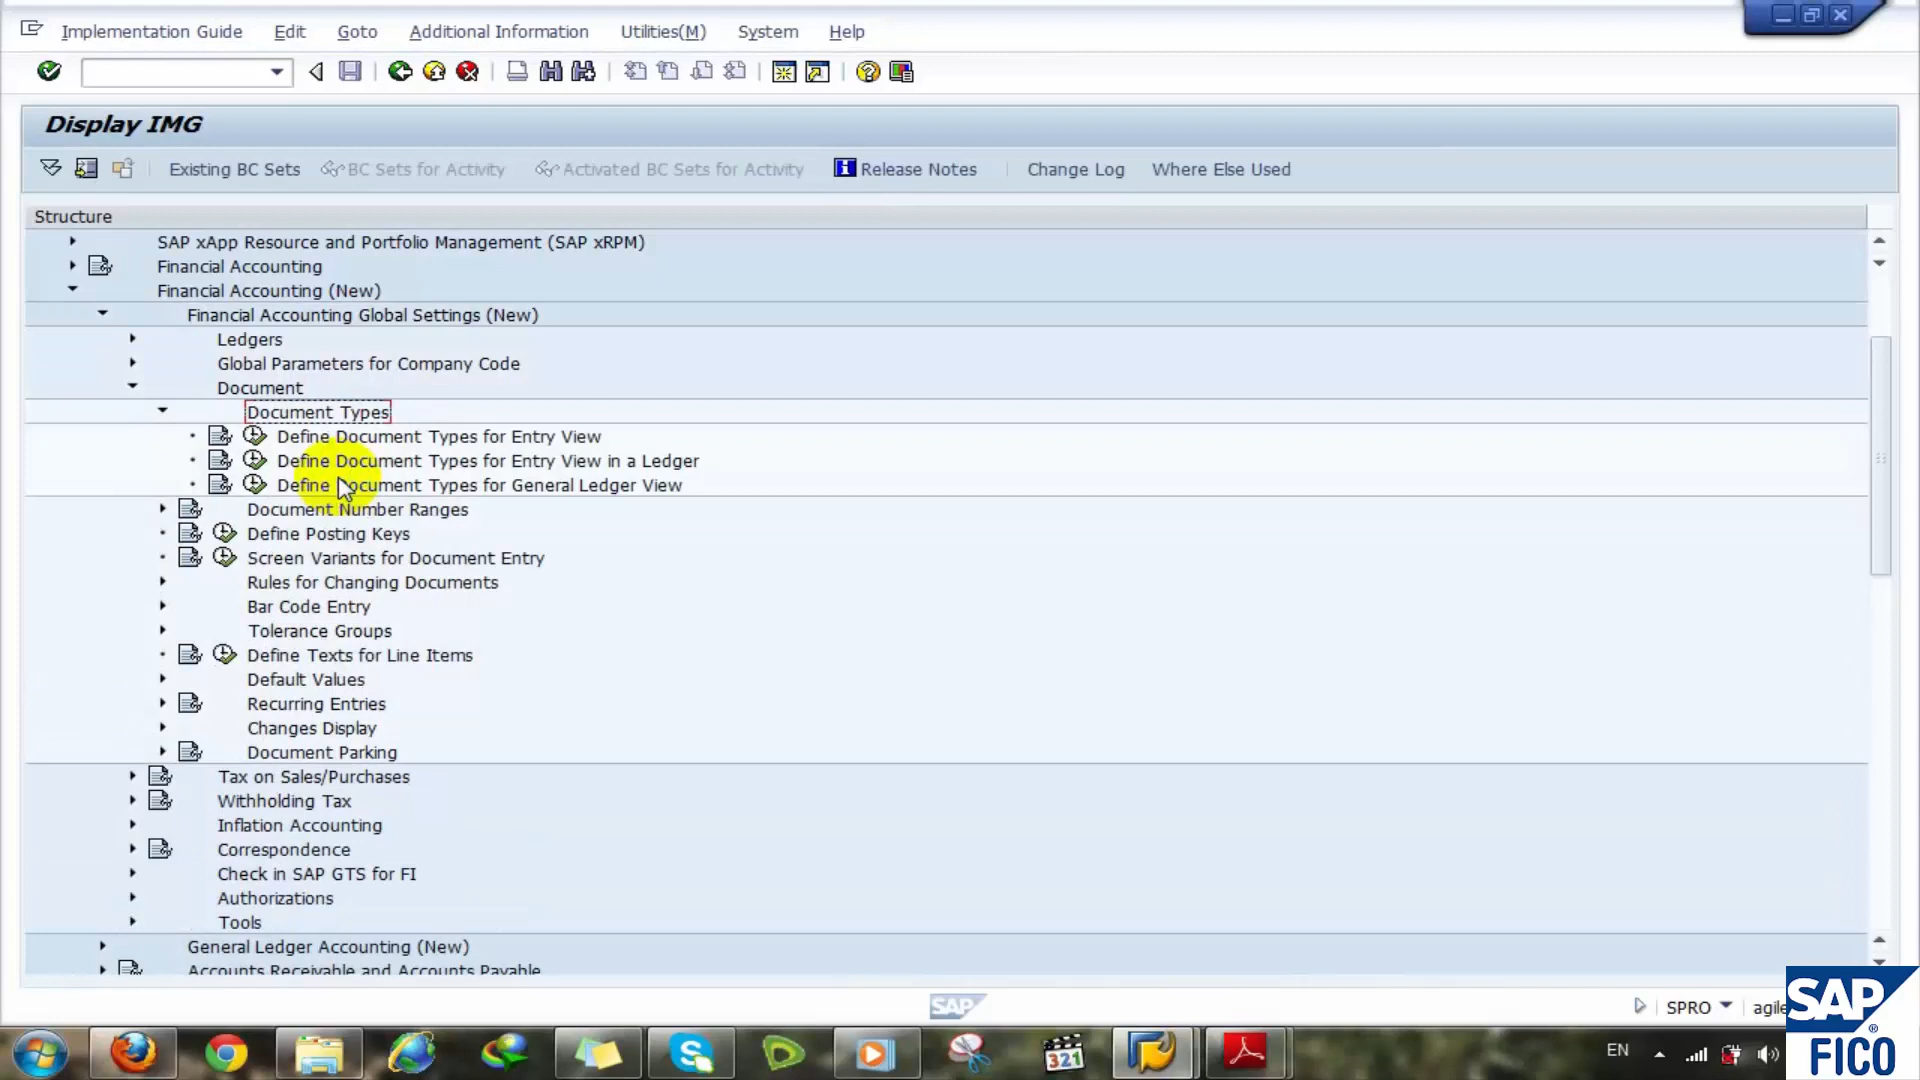 Implementation Guide Edit Goto Additional Information Utilities(M) System Help
Display IMG
Existing BC Sets BC Sets for Activity Activated BC Sets for Activity Release Notes Change Log Where Else Used
Structure
SAP xApp Resource and Portfolio Management (SAP xRPM)
Financial Accounting
Financial Accounting (New)
Financial Accounting Global Settings (New)
Ledgers
Global Parameters for Company Code
Document
Document Types
Define Document Types for Entry View
Define Document Types for Entry View in a Ledger
Define Document Types for General Ledger View
Document Number Ranges
Define Posting Keys
Screen Variants for Document Entry
Rules for Changing Documents
Bar Code Entry
Tolerance Groups
Define Texts for Line Items
Default Values
Recurring Entries
Changes Display
Document Parking
Tax on Sales/Purchases
Withholding Tax
Inflation Accounting
Correspondence
Check in SAP GTS for FI
Authorizations
Tools
General Ledger Accounting (New)
Accounts Receivable and Accounts Payable
SAP SPRO agile
SAP ®
FICO
321 EN